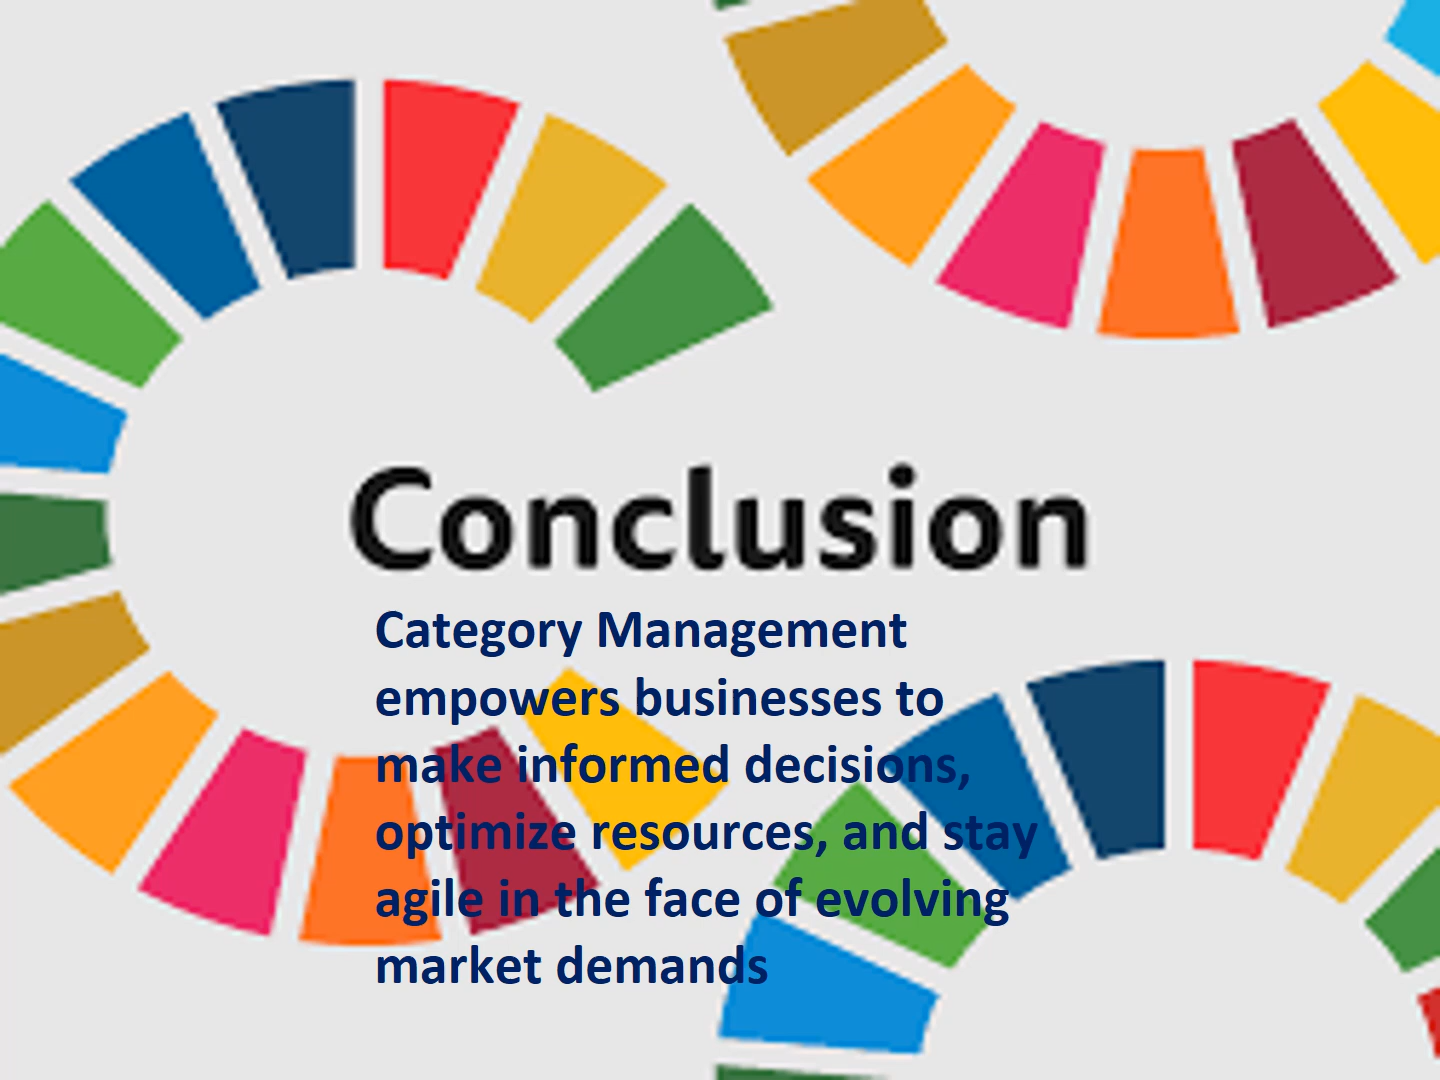 Conclusion
Category Management
empowers businesses to
make informed decisions,
optimize resources, and stay
agile in the face of evolving
market demands